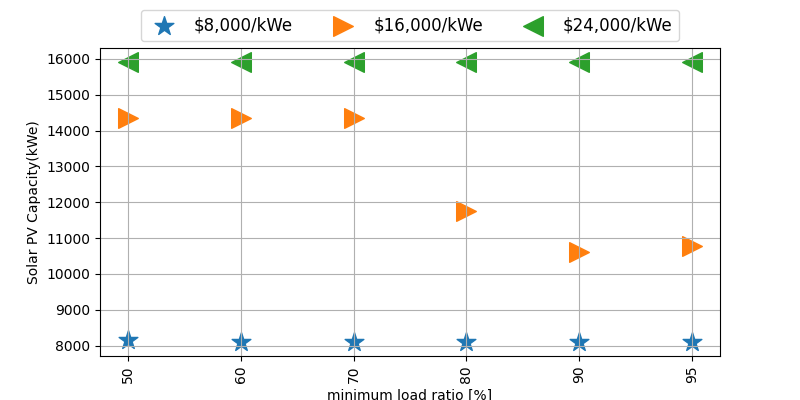 $8,000/kWe $16,000/kWe $24,000/kWe
16000
15000
14000
13000
12000
11000
10000
9000
8000
Solar PV Capacity(kWe)
50 60 70 80 90 95
minimum load ratio [%]